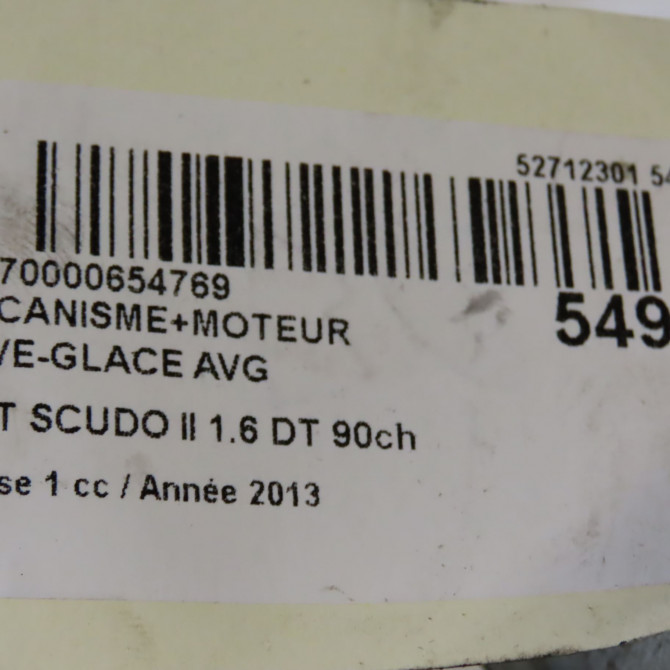 52712301 54
70000654769
CANISME+MOTEUR
549
VE-GLACE AVG
T SCUDO II 1.6 DT 90ch
se 1 cc / Année 2013